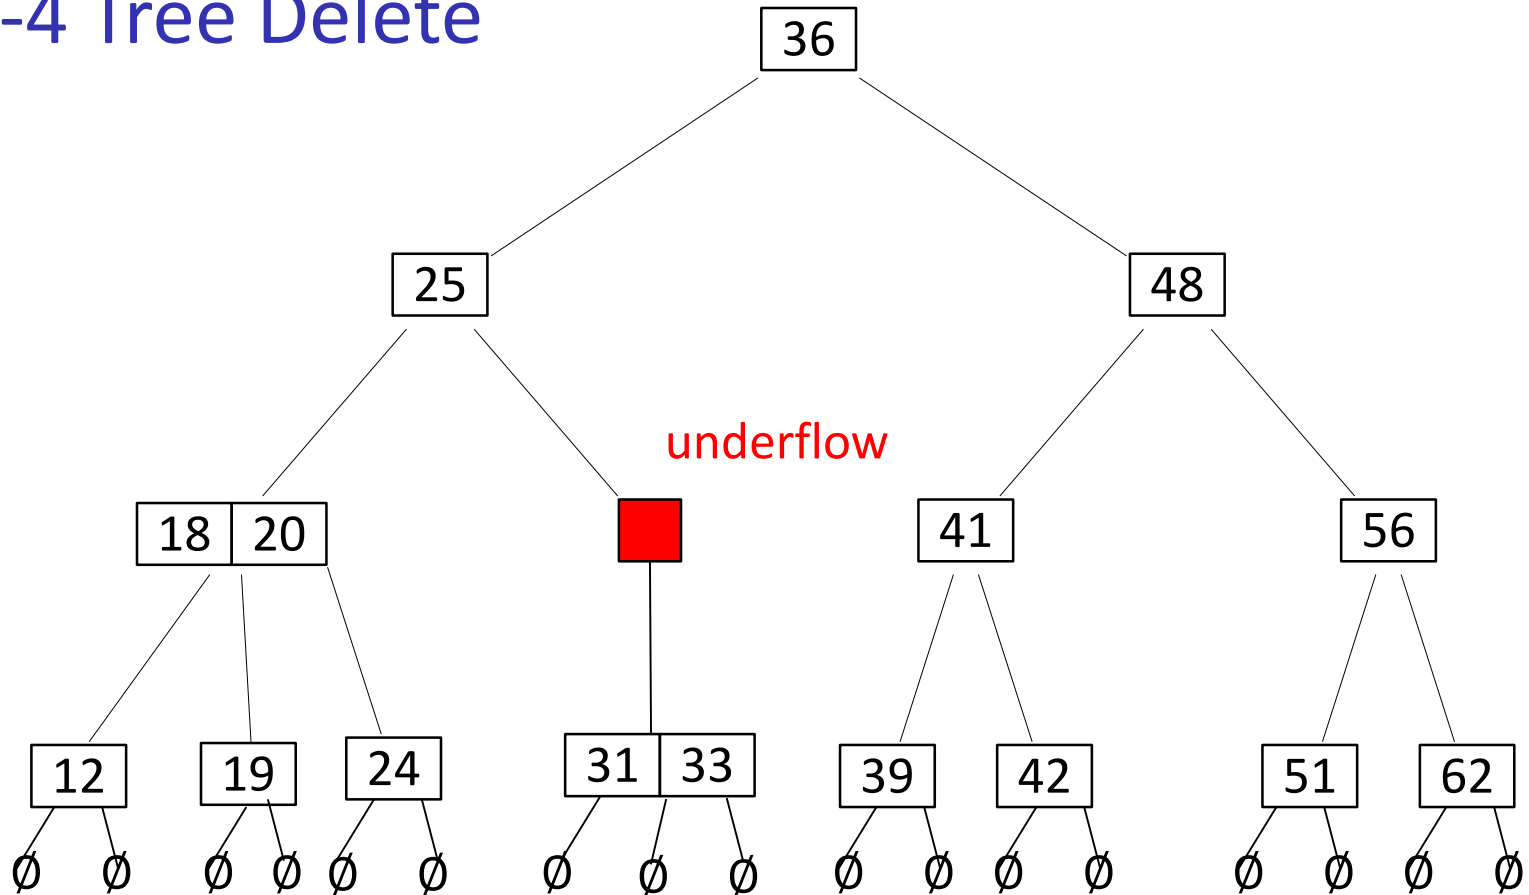 -4 Tree Delete
36
25 48
underflow
18 20 41 56
12 19 24 31 33 39 42 51 62
Ø Ø Ø Ø Ø Ø Ø Ø Ø Ø Ø Ø Ø Ø Ø Ø Ø